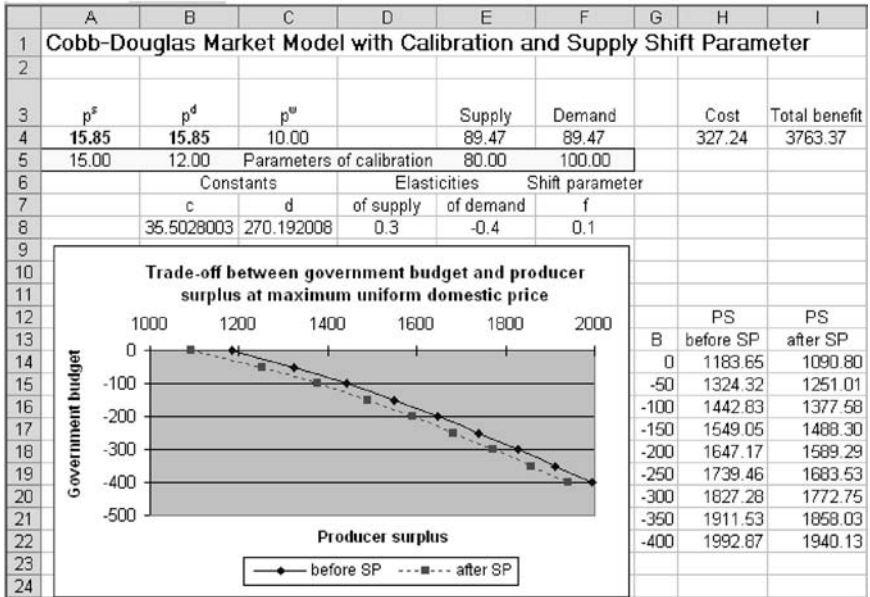 A B C D E F G H I
1 Cobb-Douglas Market Model with Calibration and Supply Shift Parameter
2
3 pˢ pᵈ pʷ Supply Demand Cost Total benefit
4 15.85 15.85 10.00 89.47 89.47 327.24 3763.37
5 15.00 12.00 Parameters of calibration 80.00 100.00
6 Constants Elasticities Shift parameter
7 c d of supply of demand f
8 35.5028003 270.192008 0.3 -0.4 0.1
9
10 Trade-off between government budget and producer
11 surplus at maximum uniform domestic price
12 PS PS
13 1000 1200 1400 1600 1800 2000 B before SP after SP
14 0 0 1183.65 1090.80
15 -50 1324.32 1251.01
16 -100 -100 1442.83 1377.58
17 -150 1549.05 1488.30
18 -200 -200 1647.17 1589.29
19 -300 -250 1739.46 1683.53
20 -400 -300 1827.28 1772.75
21 -500 -350 1911.53 1858.03
22 -400 1992.87 1940.13
Government budget
Producer surplus
23 before SP after SP
24